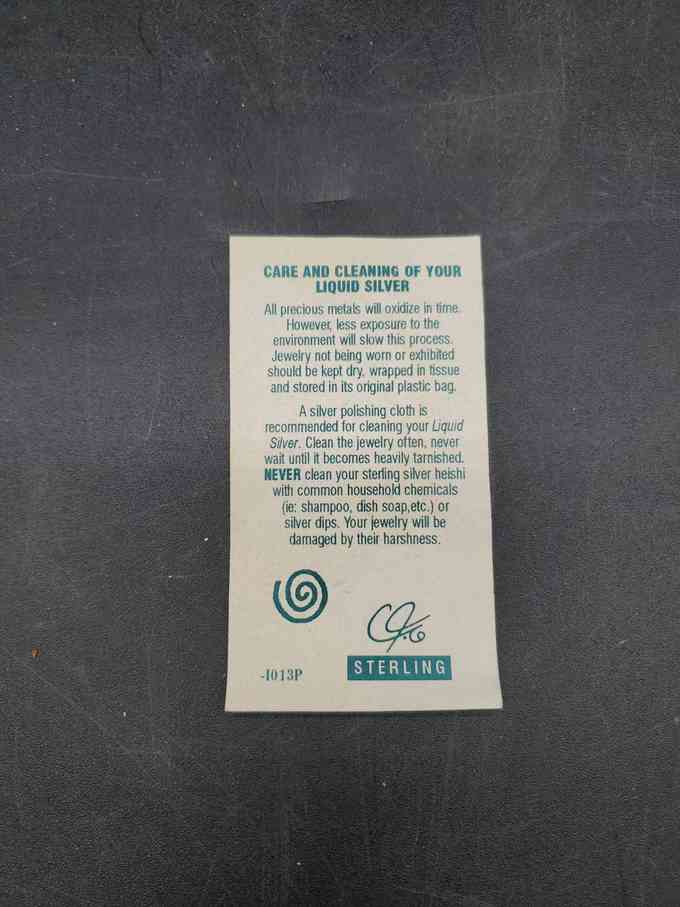 CARE AND CLEANING OF YOUR
LIQUID SILVER
All precious metals will oxidize in time.
However, less exposure to the
environment will slow this process.
Jewelry not being worn or exhibited
should be kept dry, wrapped in tissue
and stored in its original plastic bag.
A silver polishing cloth is
recommended for cleaning your Liquid
Silver. Clean the jewelry often, never
wait until it becomes heavily tarnished.
NEVER clean your sterling silver heishi
with common household chemicals
(ie: shampoo, dish soap,etc.) or
silver dips. Your jewelry will be
damaged by their harshness.
STERLING
-1013P